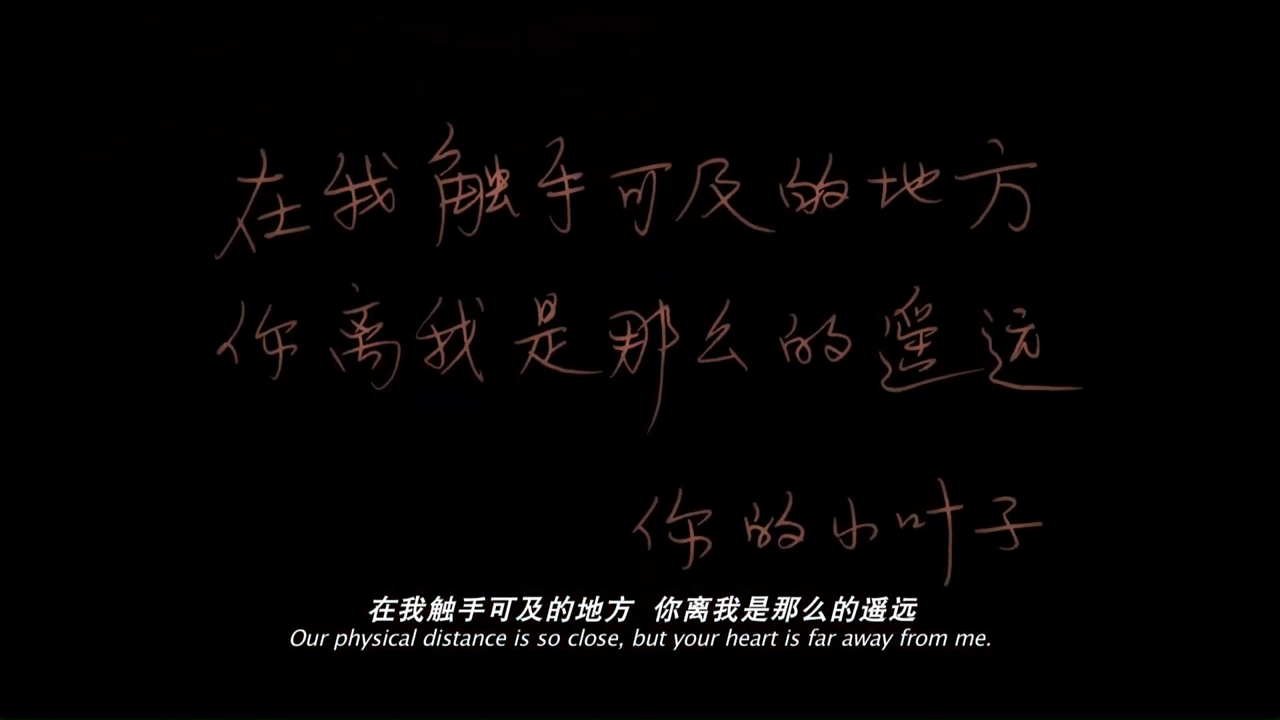 在我触手可及的地方
你离我是那么的遥远
你的小叶子
在我触手可及的地方 你离我是那么的遥远
Our physical distance is so close, but your heart is far away from me.